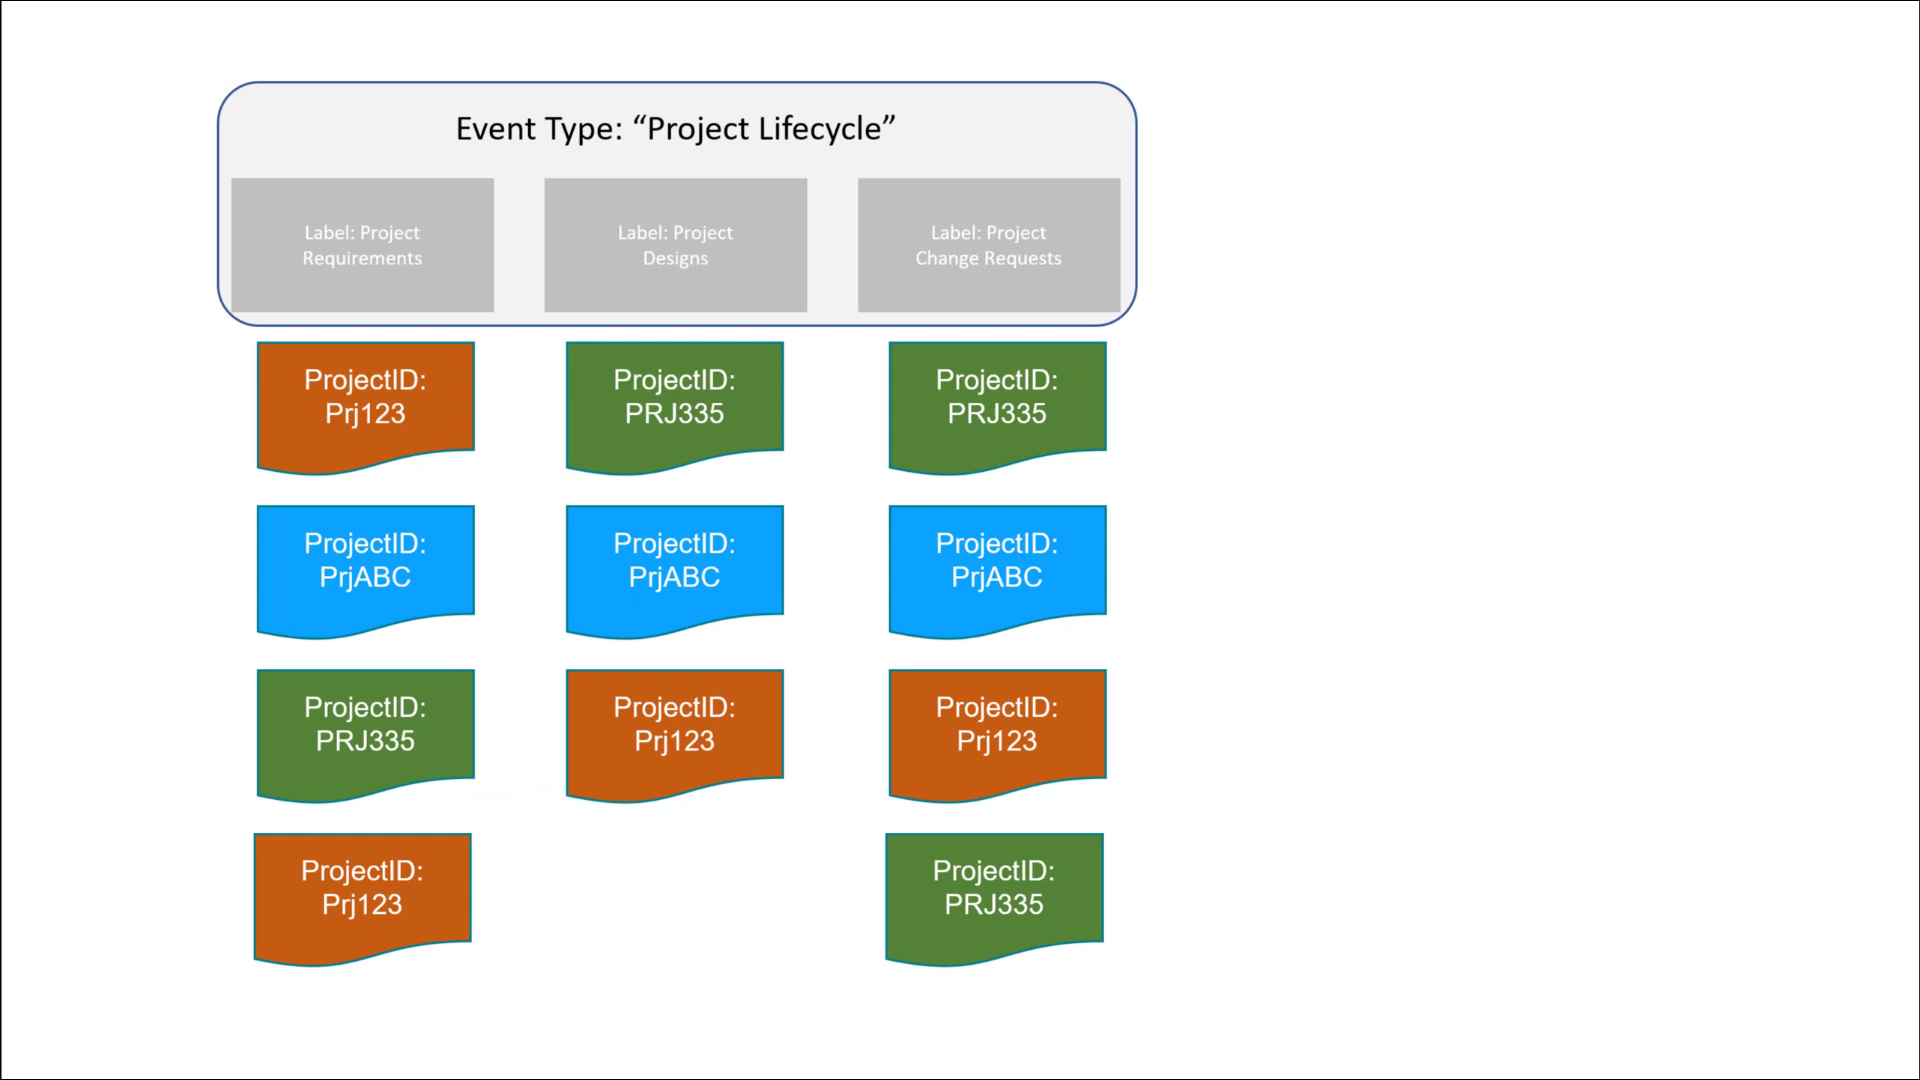 Event Type: “Project Lifecycle”
Label: Project
Requirements
Label: Project
Designs
Label: Project
Change Requests
ProjectID:
Prj123
ProjectID:
PRJ335
ProjectID:
PRJ335
ProjectID:
PrjABC
ProjectID:
PrjABC
ProjectID:
PrjABC
ProjectID:
PRJ335
ProjectID:
Prj123
ProjectID:
Prj123
ProjectID:
Prj123
ProjectID:
PRJ335